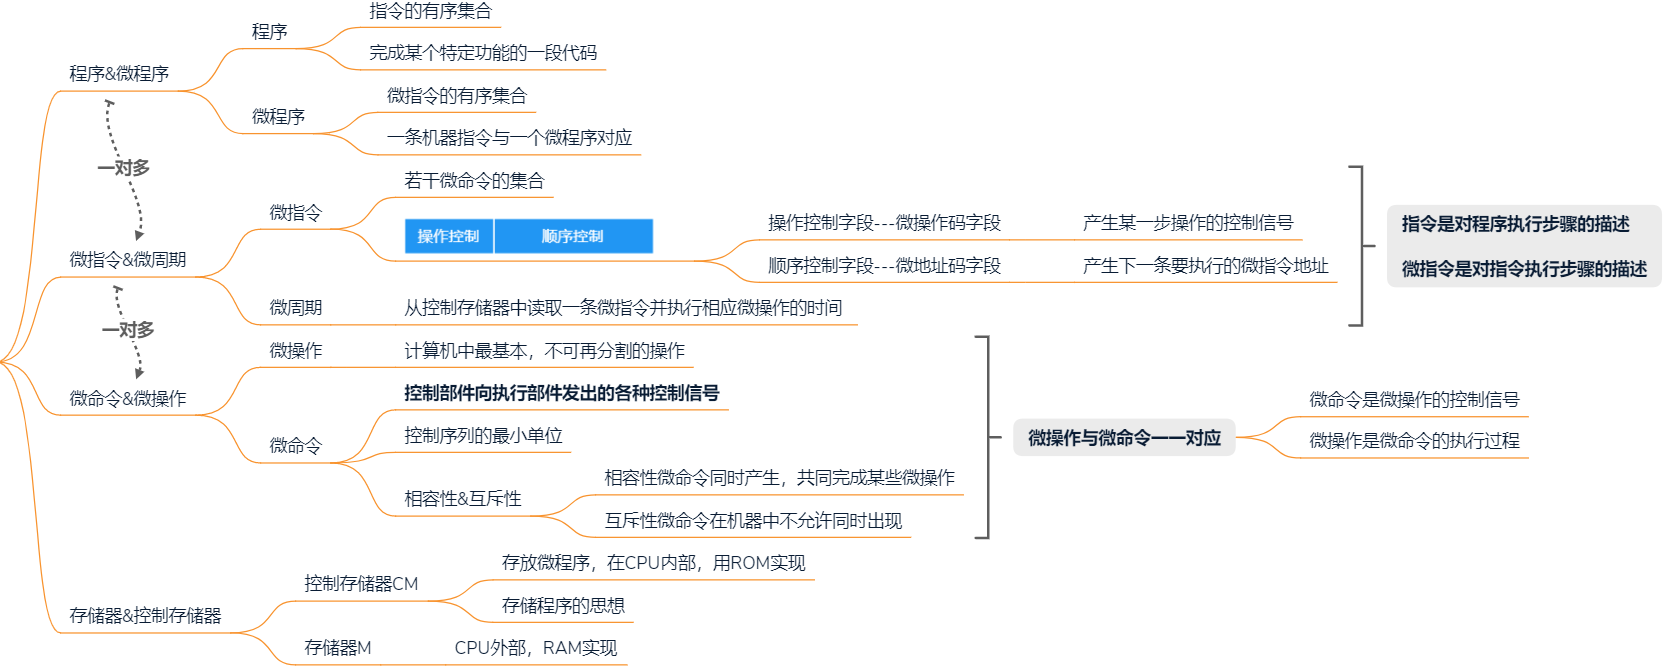 程序&微程序
程序
指令的有序集合
完成某个特定功能的一段代码
微程序
微指令的有序集合
一条机器指令与一个微程序对应
一对多
微指令&微周期
微指令
若干微命令的集合
操作控制 顺序控制
操作控制字段---微操作码字段
产生某一步操作的控制信号
顺序控制字段---微地址码字段
产生下一条要执行的微指令地址
微周期
从控制存储器中读取一条微指令并执行相应微操作的时间
指令是对程序执行步骤的描述
微指令是对指令执行步骤的描述
一对多
微命令&微操作
微操作
计算机中最基本，不可再分割的操作
微命令
控制部件向执行部件发出的各种控制信号
控制序列的最小单位
相容性&互斥性
相容性微命令同时产生，共同完成某些微操作
互斥性微命令在机器中不允许同时出现
微操作与微命令一一对应
微命令是微操作的控制信号
微操作是微命令的执行过程
存储器&控制存储器
控制存储器CM
存放微程序，在CPU内部，用ROM实现
存储程序的思想
存储器M
CPU外部，RAM实现